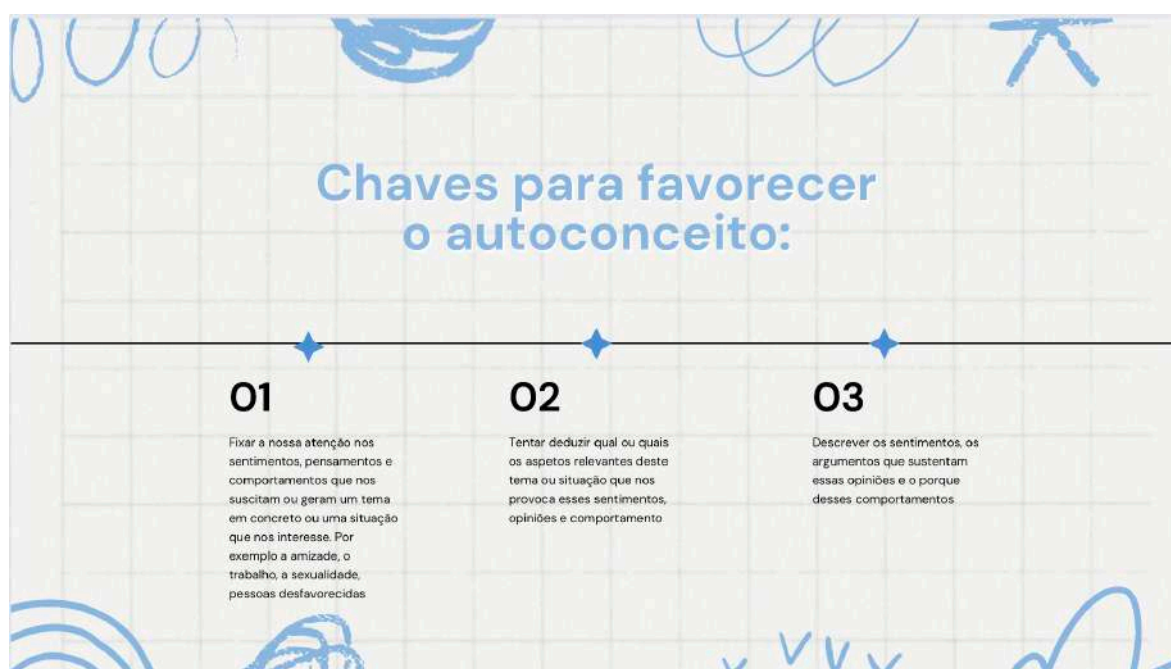 Chaves para favorecer
o autoconceito:
01
Fixar a nossa atenção nos
sentimentos, pensamentos e
comportamentos que nos
suscitam ou geram um tema
em concreto ou uma situação
que nos interesse. Por
exemplo a amizade, o
trabalho, a sexualidade,
pessoas desfavorecidas
02
Tentar deduzir qual ou quais
os aspetos relevantes deste
tema ou situação que nos
provoca esses sentimentos,
opiniões e comportamento
03
Descrever os sentimentos, os
argumentos que sustentam
essas opiniões e o porque
desses comportamentos